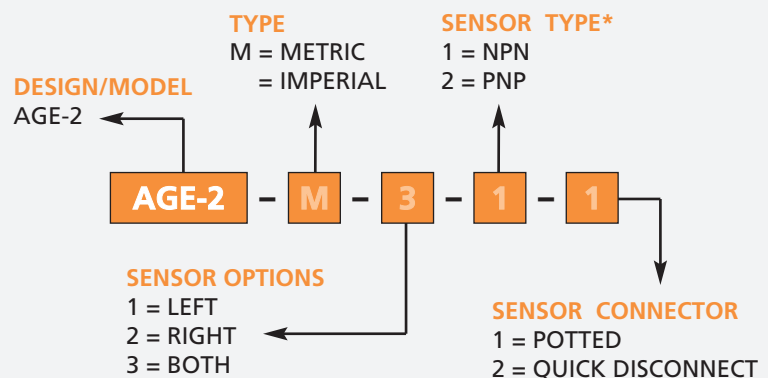 TYPE
M = METRIC
= IMPERIAL
SENSOR TYPE*
1 = NPN
2 = PNP
DESIGN/MODEL
AGE-2
AGE-2 - M - 3 - 1 - 1
SENSOR OPTIONS
1 = LEFT
2 = RIGHT
3 = BOTH
SENSOR CONNECTOR
1 = POTTED
2 = QUICK DISCONNECT